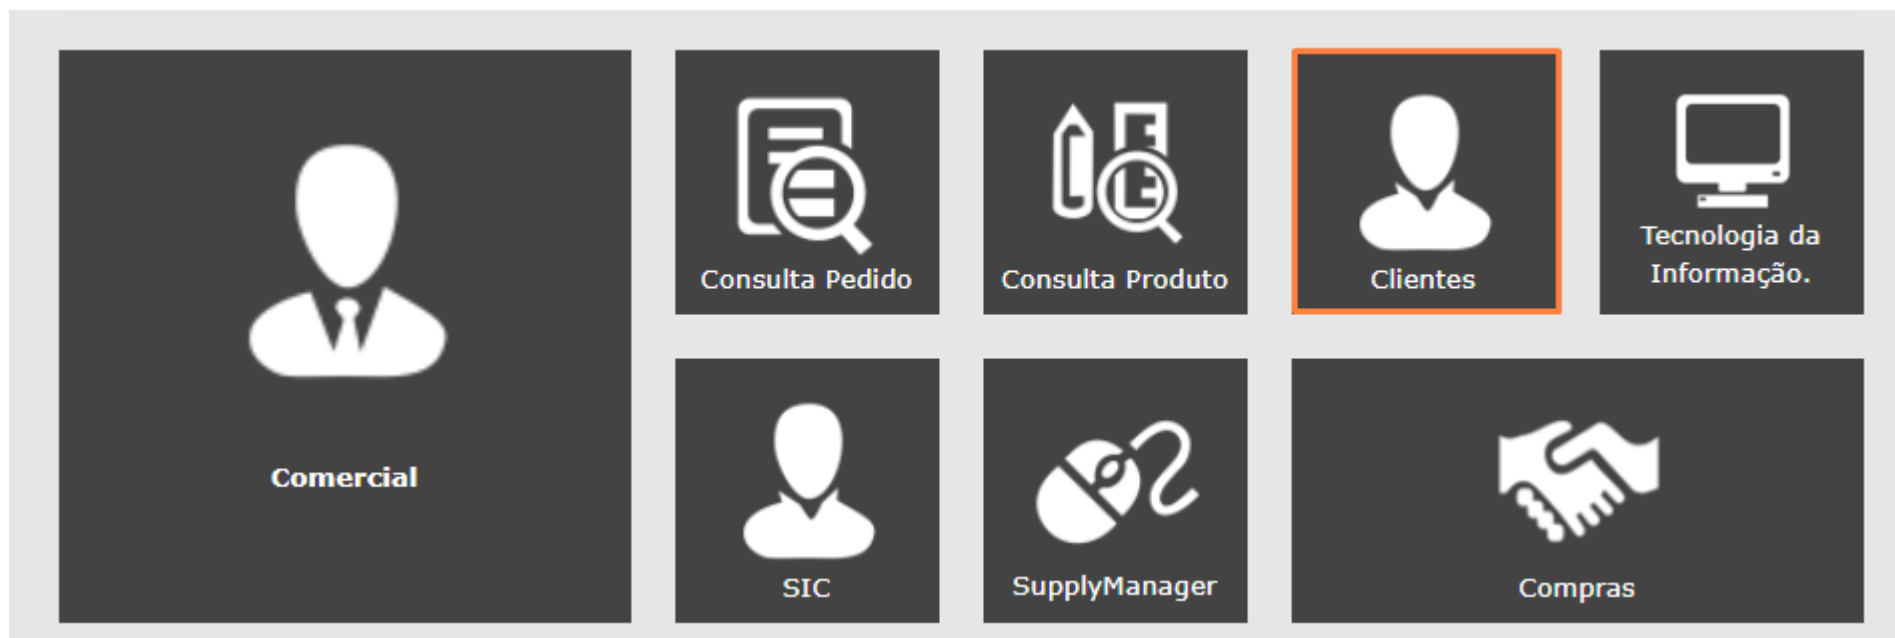 Comercial
Consulta Pedido
Consulta Produto
Clientes
Tecnologia da
Informação.
SIC
SupplyManager
Compras